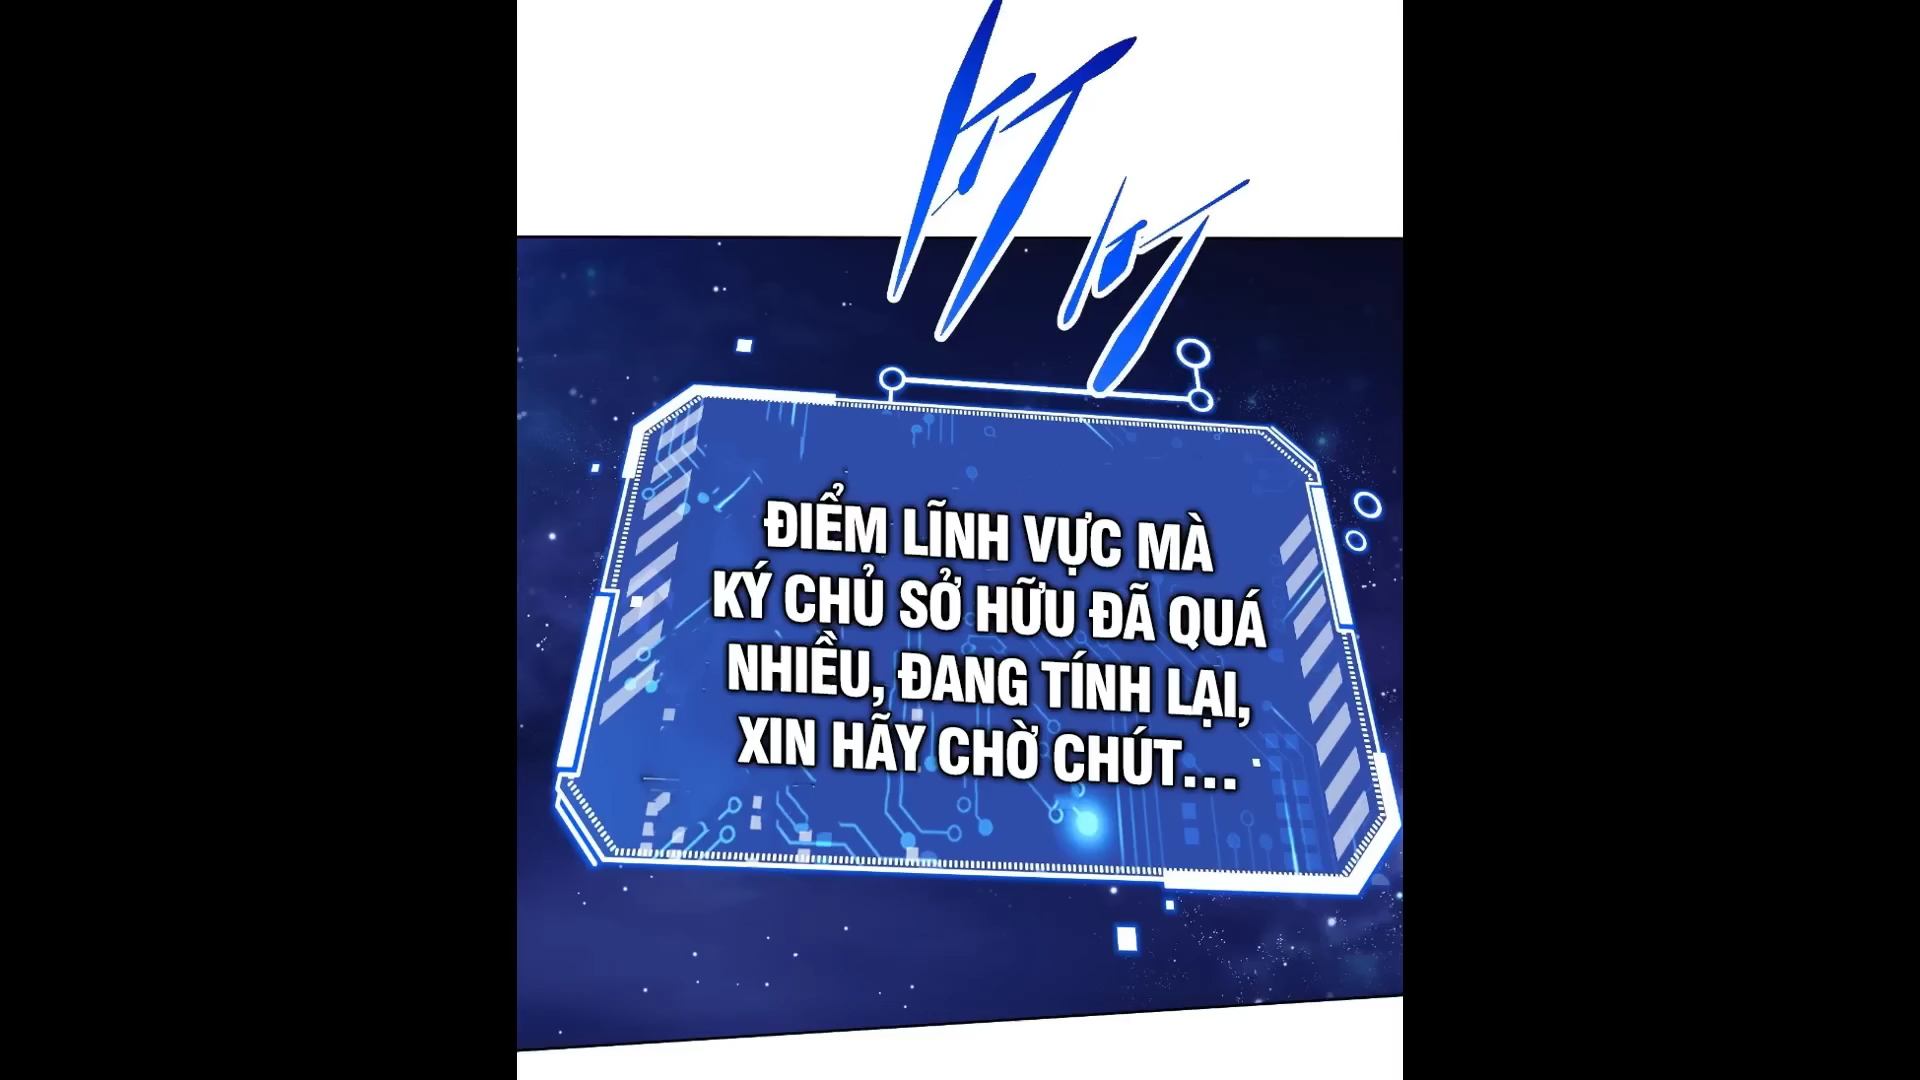 ĐIỂM LĨNH VỰC MÀ
KÝ CHỦ SỞ HỮU ĐÃ QUÁ
NHIỀU, ĐANG TÍNH LẠI,
XIN HÃY CHỜ CHÚT...